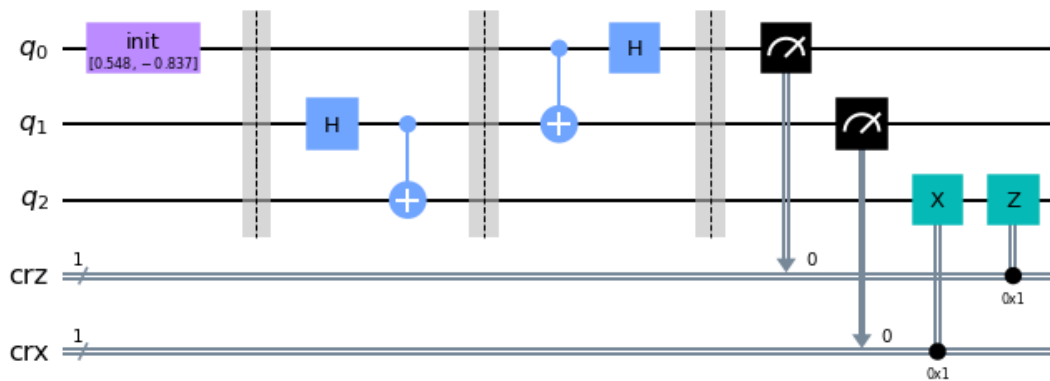 q0 init H
[0.548, −0.837]
q1 H
q2 X Z
crz 1 0
0x1
crx 1 0
0x1